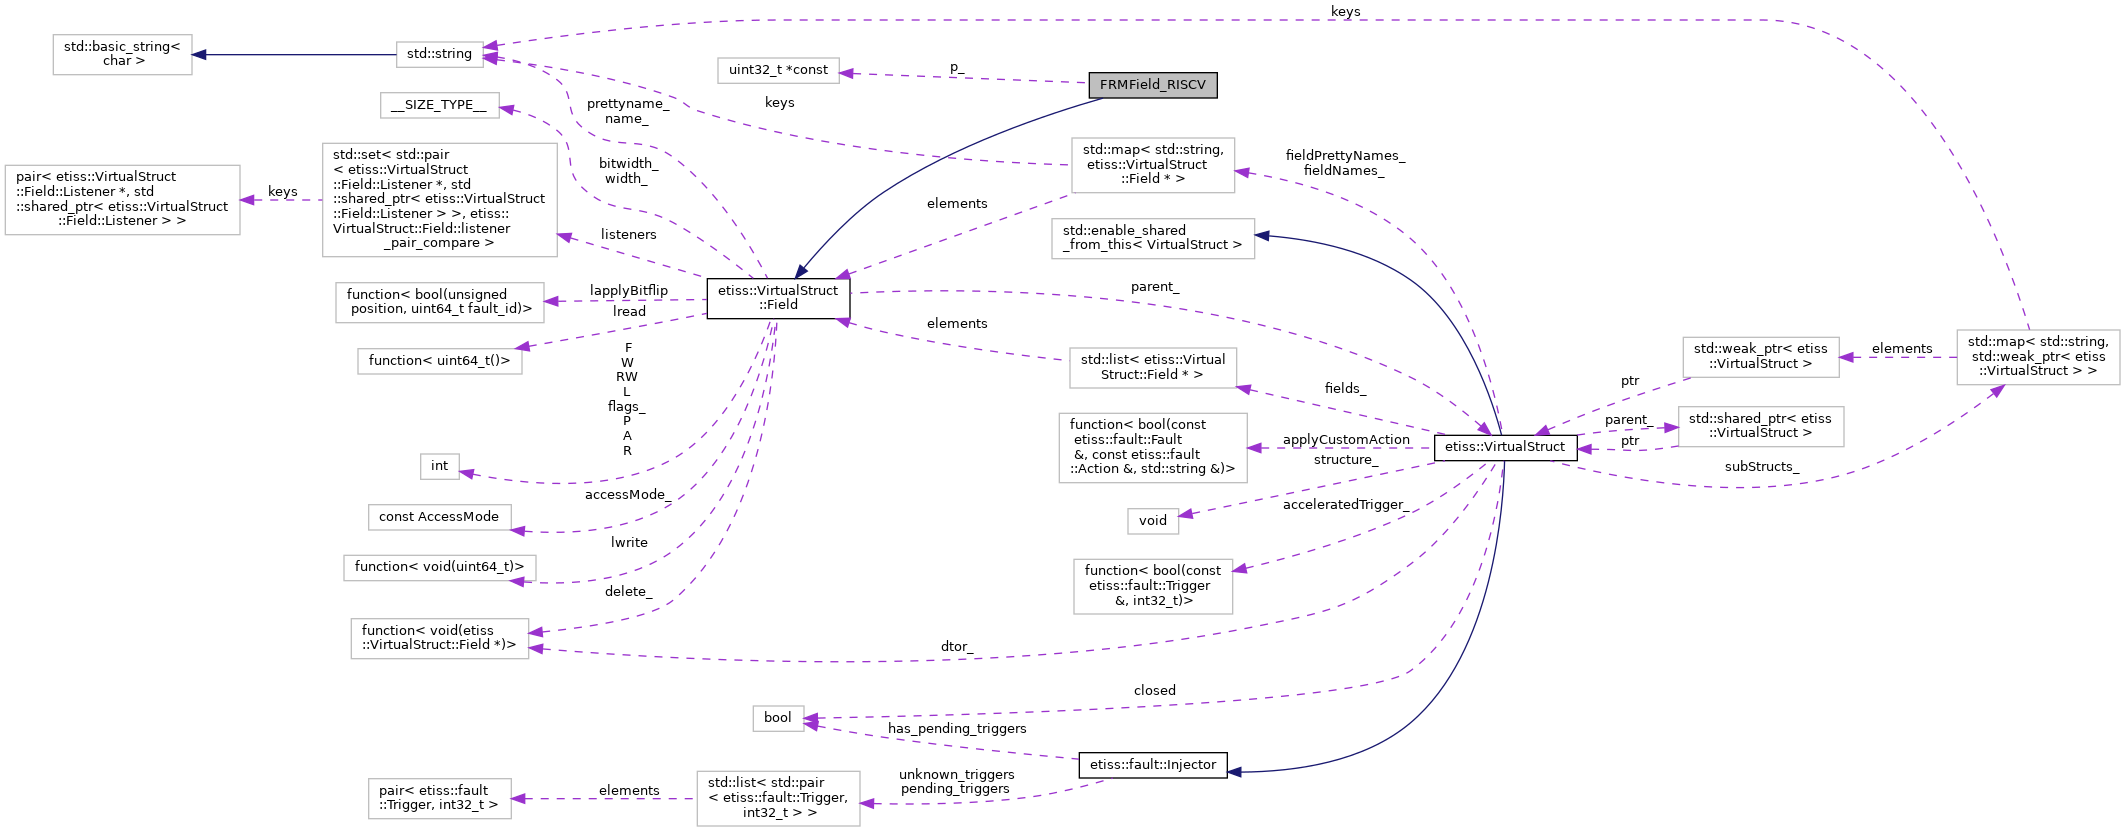 keys
std::basic_string<
char >
std::string
uint32_t *const
p_
FRMField_RISCV
__SIZE_TYPE__
prettyname_
name_
keys
std::set< std::pair
< etiss::VirtualStruct
::Field::Listener *, std
::shared_ptr< etiss::VirtualStruct
::Field::Listener > >, etiss::
VirtualStruct::Field::listener
_pair_compare >
pair< etiss::VirtualStruct
::Field::Listener *, std
::shared_ptr< etiss::VirtualStruct
::Field::Listener > >
keys
bitwidth_
width_
std::map< std::string,
etiss::VirtualStruct
::Field * >
fieldPrettyNames_
fieldNames_
elements
listeners
std::enable_shared
_from_this< VirtualStruct >
function< bool(unsigned
position, uint64_t fault_id)>
lapplyBitflip
etiss::VirtualStruct
::Field
parent_
lread
elements
function< uint64_t()>
F
W
RW
L
flags_
P
A
R
std::list< etiss::Virtual
Struct::Field * >
fields_
std::weak_ptr< etiss
::VirtualStruct >
elements
std::map< std::string,
std::weak_ptr< etiss
::VirtualStruct > >
ptr
function< bool(const
etiss::fault::Fault
&, const etiss::fault
::Action &, std::string &)>
applyCustomAction
etiss::VirtualStruct
parent_
ptr
std::shared_ptr< etiss
::VirtualStruct >
int
structure_
subStructs_
accessMode_
const AccessMode
void
acceleratedTrigger_
lwrite
function< void(uint64_t)>
function< bool(const
etiss::fault::Trigger
&, int32_t)>
delete_
function< void(etiss
::VirtualStruct::Field *)>
dtor_
closed
bool
has_pending_triggers
etiss::fault::Injector
pair< etiss::fault
::Trigger, int32_t >
elements
std::list< std::pair
< etiss::fault::Trigger,
int32_t > >
unknown_triggers
pending_triggers